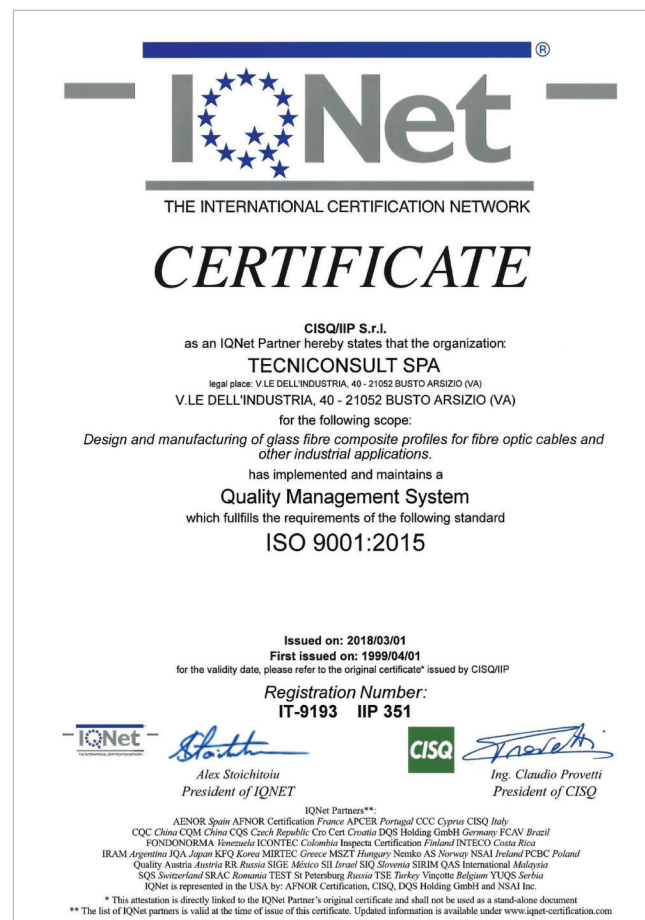 ®
IQNet
THE INTERNATIONAL CERTIFICATION NETWORK
CERTIFICATE
CISQ/IIP S.r.l.
as an IQNet Partner hereby states that the organization:
TECNICONSULT SPA
legal place: V.LE DELL'INDUSTRIA, 40 - 21052 BUSTO ARSIZIO (VA)
V.LE DELL'INDUSTRIA, 40 - 21052 BUSTO ARSIZIO (VA)
for the following scope:
Design and manufacturing of glass fibre composite profiles for fibre optic cables and
other industrial applications.
has implemented and maintains a
Quality Management System
which fullfills the requirements of the following standard
ISO 9001:2015
Issued on: 2018/03/01
First issued on: 1999/04/01
for the validity date, please refer to the original certificate* issued by CISQ/IIP
Registration Number:
IT-9193 IIP 351
IQNet
THE INTERNATIONAL CERTIFICATION NETWORK
CISQ
Alex Stoichitoiu
President of IQNET
Ing. Claudio Provetti
President of CISQ
IQNet Partners**:
AENOR Spain AFNOR Certification France APCER Portugal CCC Cyprus CISQ Italy
CQC China CQM China CQS Czech Republic Cro Cert Croatia DQS Holding GmbH Germany FCAV Brazil
FONDONORMA Venezuela ICONTEC Colombia Inspecta Certification Finland INTECO Costa Rica
IRAM Argentina JQA Japan KFQ Korea MIRTEC Greece MSZT Hungary Nemko AS Norway NSAI Ireland PCBC Poland
Quality Austria Austria RR Russia SIGE México SII Israel SIQ Slovenia SIRIM QAS International Malaysia
SQS Switzerland SRAC Romania TEST St Petersburg Russia TSE Turkey Vinçotte Belgium YUQS Serbia
IQNet is represented in the USA by: AFNOR Certification, CISQ, DQS Holding GmbH and NSAI Inc.
* This attestation is directly linked to the IQNet Partner's original certificate and shall not be used as a stand-alone document
** The list of IQNet partners is valid at the time of issue of this certificate. Updated information is available under www.iqnet-certification.com